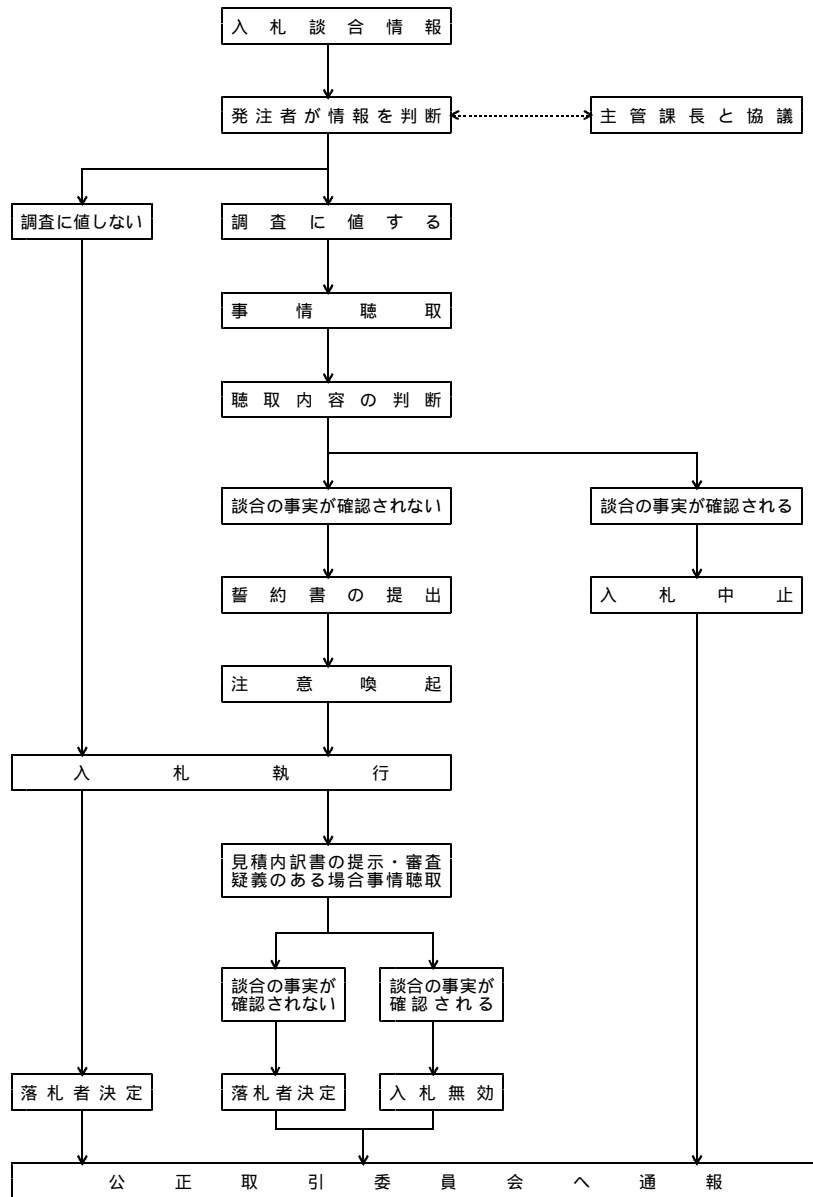 入札談合情報
発注者が情報を判断
主管課長と協議
調査に値しない
調査に値する
事情聴取
聴取内容の判断
談合の事実が確認されない
談合の事実が確認される
誓約書の提出
入札中止
注意喚起
入札執行
見積内訳書の提示・審査
疑義のある場合事情聴取
談合の事実が
確認されない
談合の事実が
確認される
落札者決定
落札者決定
入札無効
公正取引委員会へ通報